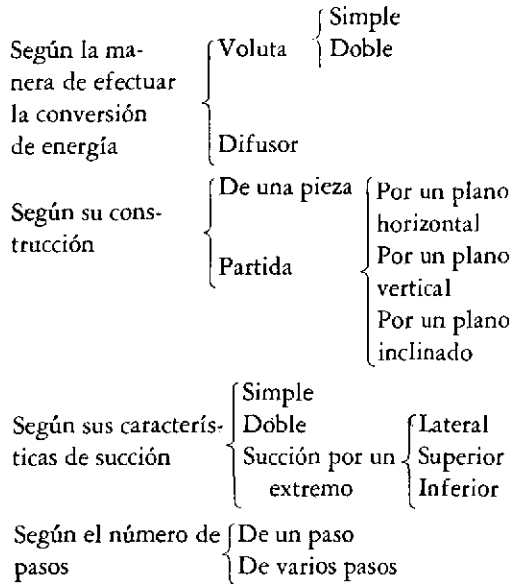 Simple
Según la ma-
Voluta
Doble
nera de efectuar
la conversión
de energía
Difusor
De una pieza
Por un plano
Según su cons-
horizontal
trucción
Partida
Por un plano
vertical
Por un plano
inclinado
Simple
Según sus caracterís-
Doble
Lateral
ticas de succión
Succión por un
Superior
extremo
Inferior
Según el número de
De un paso
pasos
De varios pasos